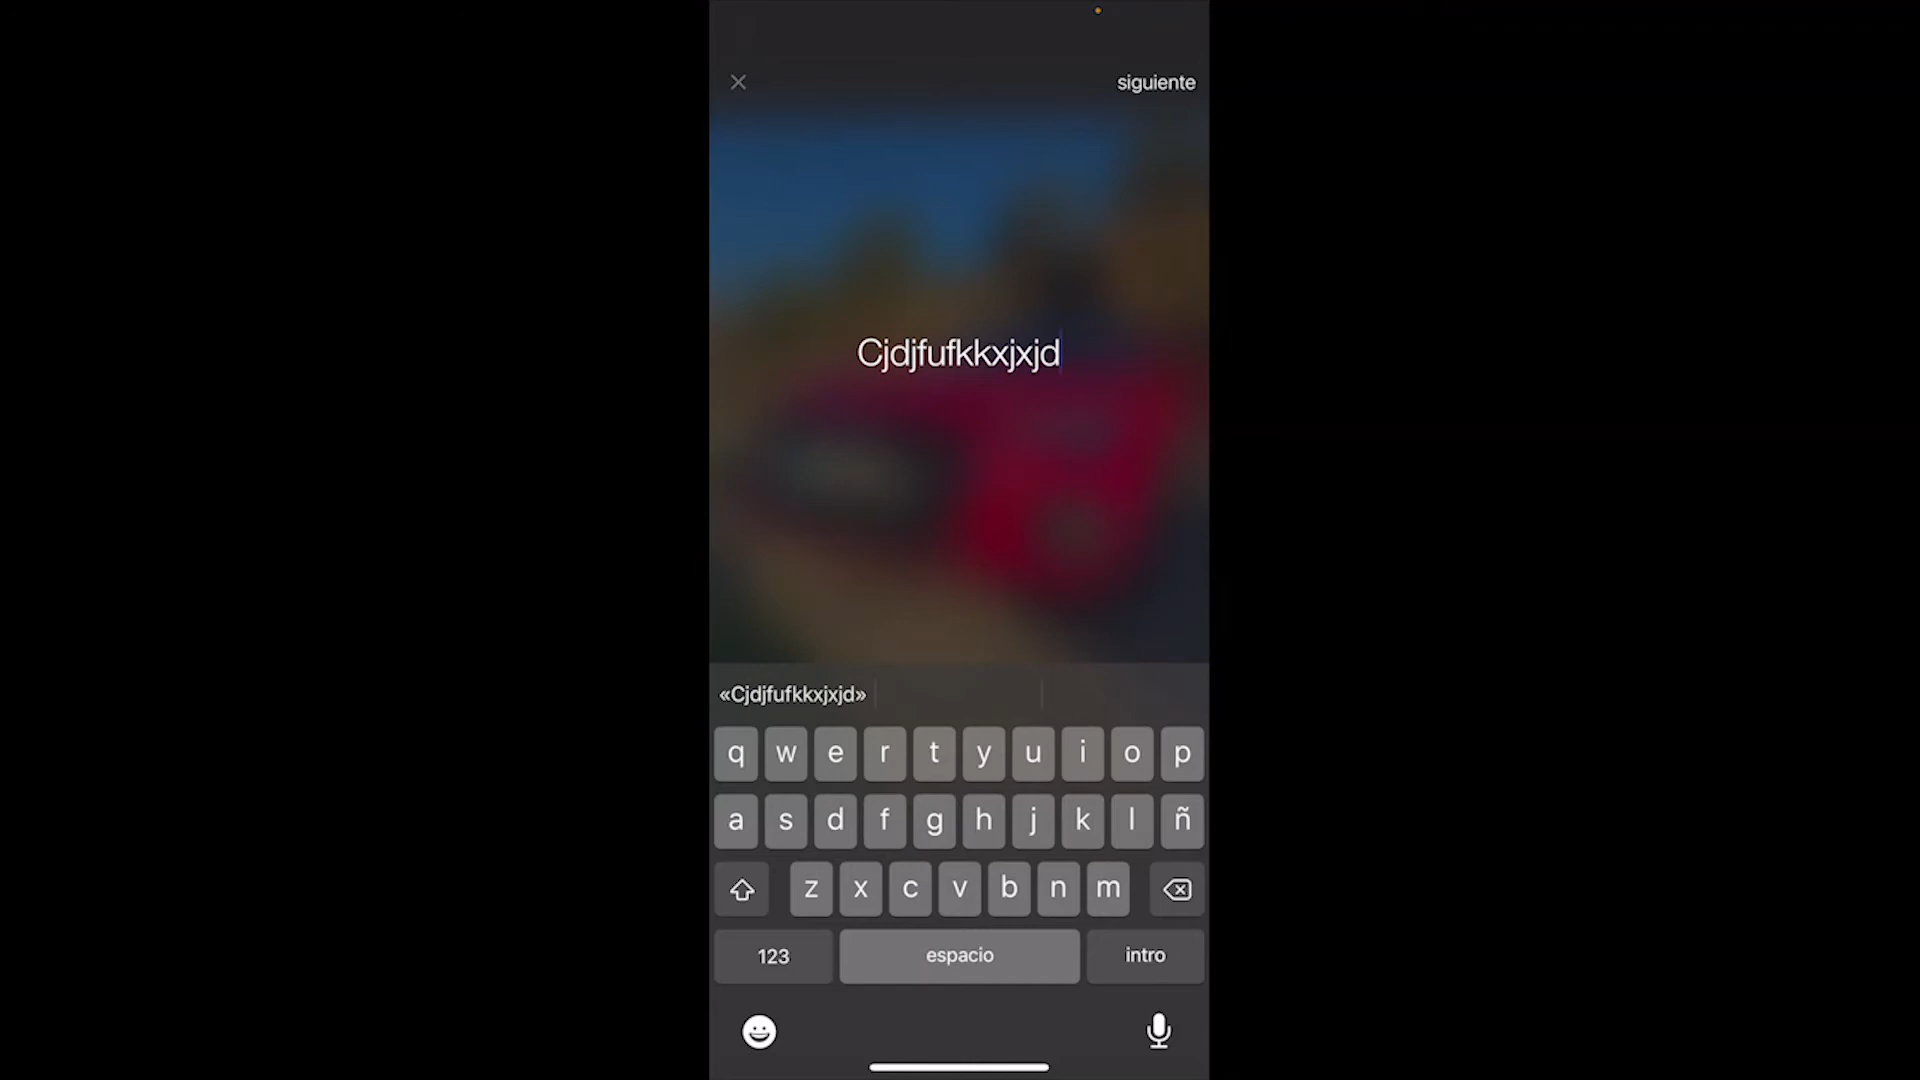 siguiente
Cjdjfufkkxjxjd
«Cjdjfufkkxjxjd»
q w e r t y u i o p
a s d f g h j k l ñ
z x c v b n m
123 espacio intro